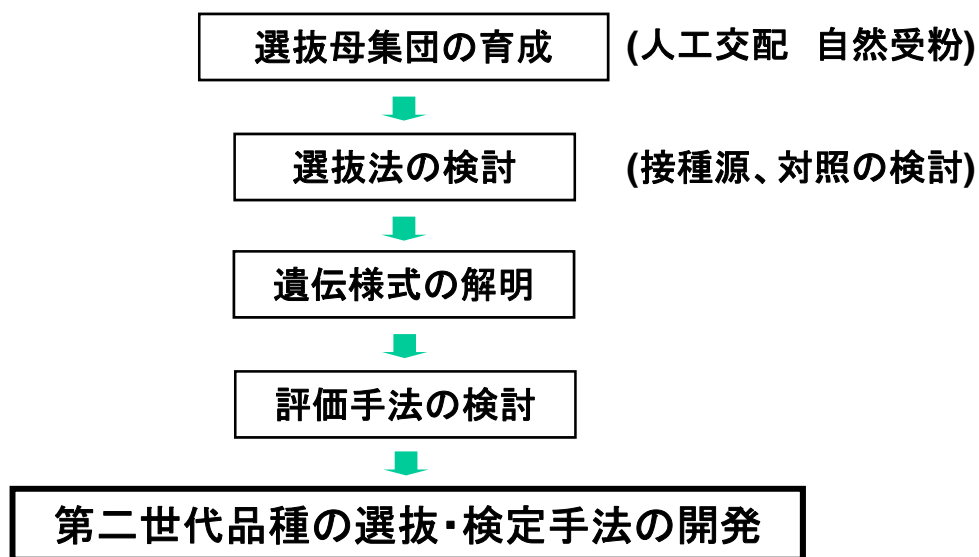 選抜母集団の育成 (人工交配 自然受粉)
選抜法の検討 (接種源、対照の検討)
遺伝様式の解明
評価手法の検討
第二世代品種の選抜・検定手法の開発